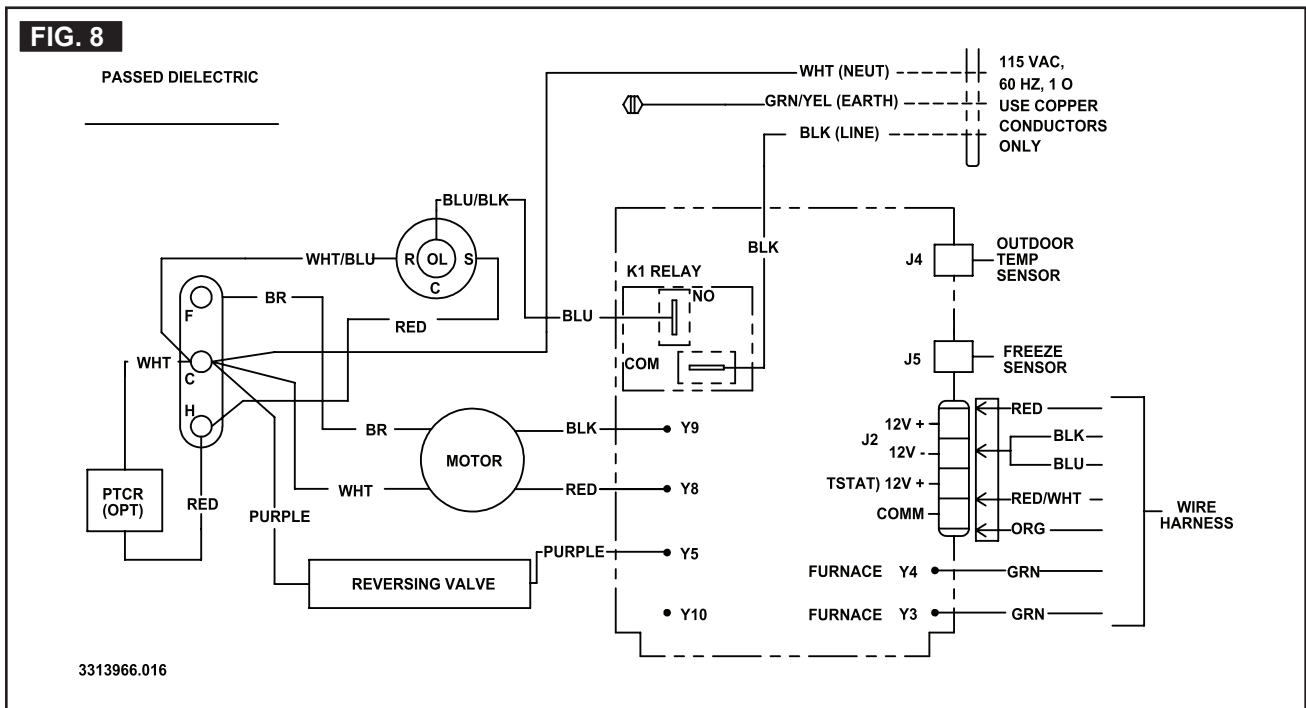 FIG. 8
PASSED DIELECTRIC
WHT (NEUT)
GRN/YEL (EARTH)
BLK (LINE)
115 VAC,
60 HZ, 1 O
USE COPPER
CONDUCTORS
ONLY
BLU/BLK
WHT/BLU
R
OL
S
C
BLK
K1 RELAY
NO
COM
J4
OUTDOOR
TEMP
SENSOR
BR
F
RED
BLU
WHT
C
J5
FREEZE
SENSOR
H
BR
MOTOR
BLK
Y9
WHT
RED
Y8
PTCR
(OPT)
RED
PURPLE
REVERSING VALVE
PURPLE
Y5
Y10
12V +
J2
12V -
TSTAT) 12V +
COMM
RED
BLK
BLU
RED/WHT
ORG
WIRE
HARNESS
FURNACE Y4
GRN
FURNACE Y3
GRN
3313966.016